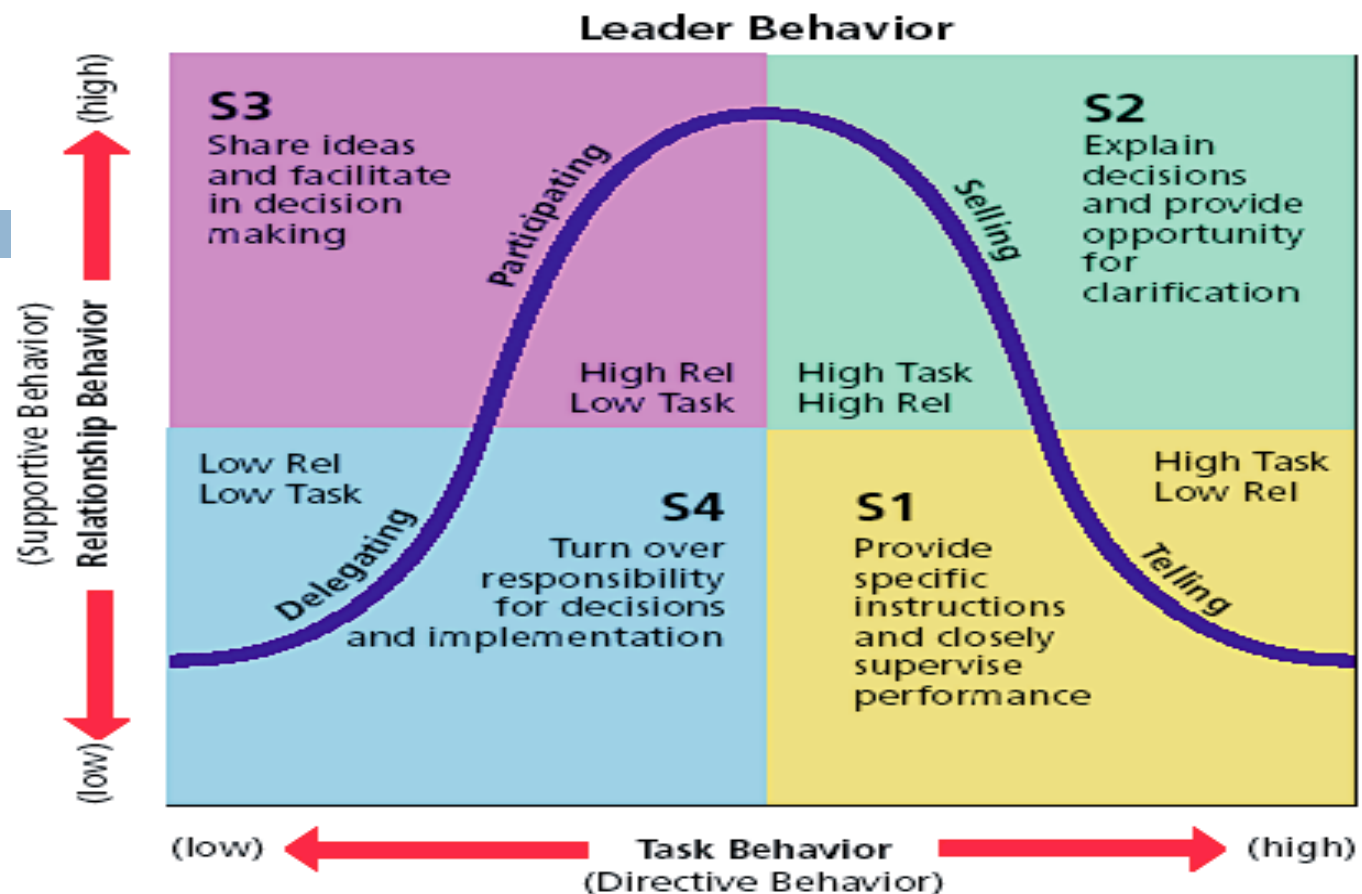 Leader Behavior
(high)
(Supportive Behavior)
Relationship Behavior
(low)
S3
Share ideas
and facilitate
in decision
making
Participating
High Rel
Low Task
S2
Explain
decisions
and provide
opportunity
for
clarification
Selling
High Task
High Rel
Low Rel
Low Task
Delegating
S4
Turn over
responsibility
for decisions
and implementation
S1
Provide
specific
instructions
and closely
supervise
performance
High Task
Low Rel
Telling
(low)
Task Behavior
(high)
(Directive Behavior)